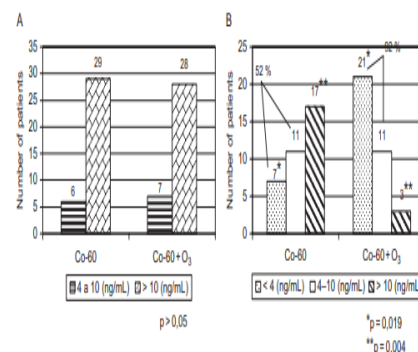 A
Number of patients
35
30
25
20
15
10
5
0
6
29
7
28
Co-60
Co-60+O₃
4 a 10 (ng/mL)
> 10 (ng/mL)
p > 0,05
B
Number of patients
25
20
15
10
5
0
52 %
7*
11
17**
92 %
21*
11
3**
Co-60
Co-60+O₃
< 4 (ng/mL)
4–10 (ng/mL)
> 10 (ng/mL)
*p=0,019
**p=0,004